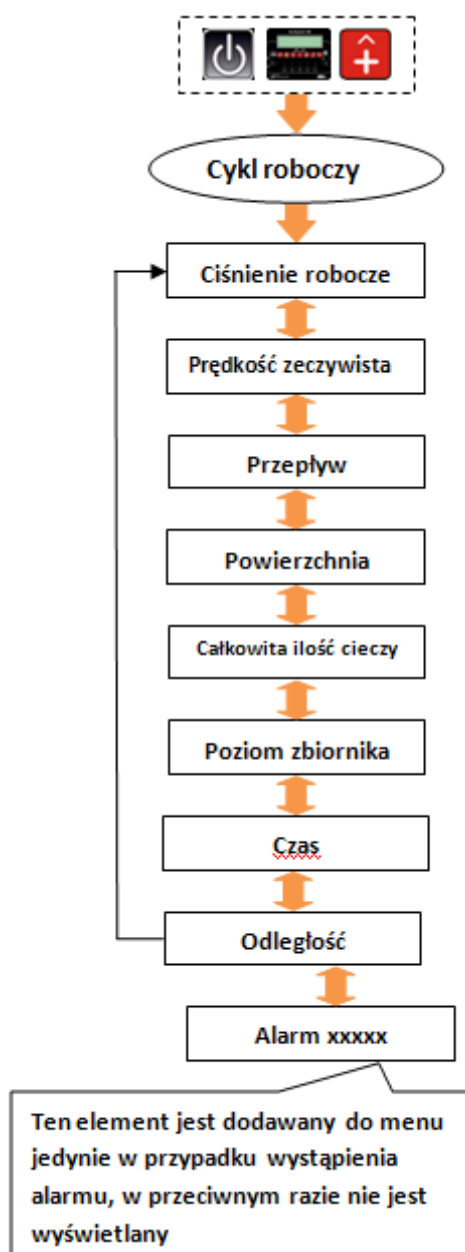 Cykl roboczy
Ciśnienie robocze
Prędkość zeczywista
Przepływ
Powierzchnia
Całkowita ilość cieczy
Poziom zbiornika
Czas
Odległość
Alarm xxxxx
Ten element jest dodawany do menu
jedynie w przypadku wystąpienia
alarmu, w przeciwnym razie nie jest
wyświetlany